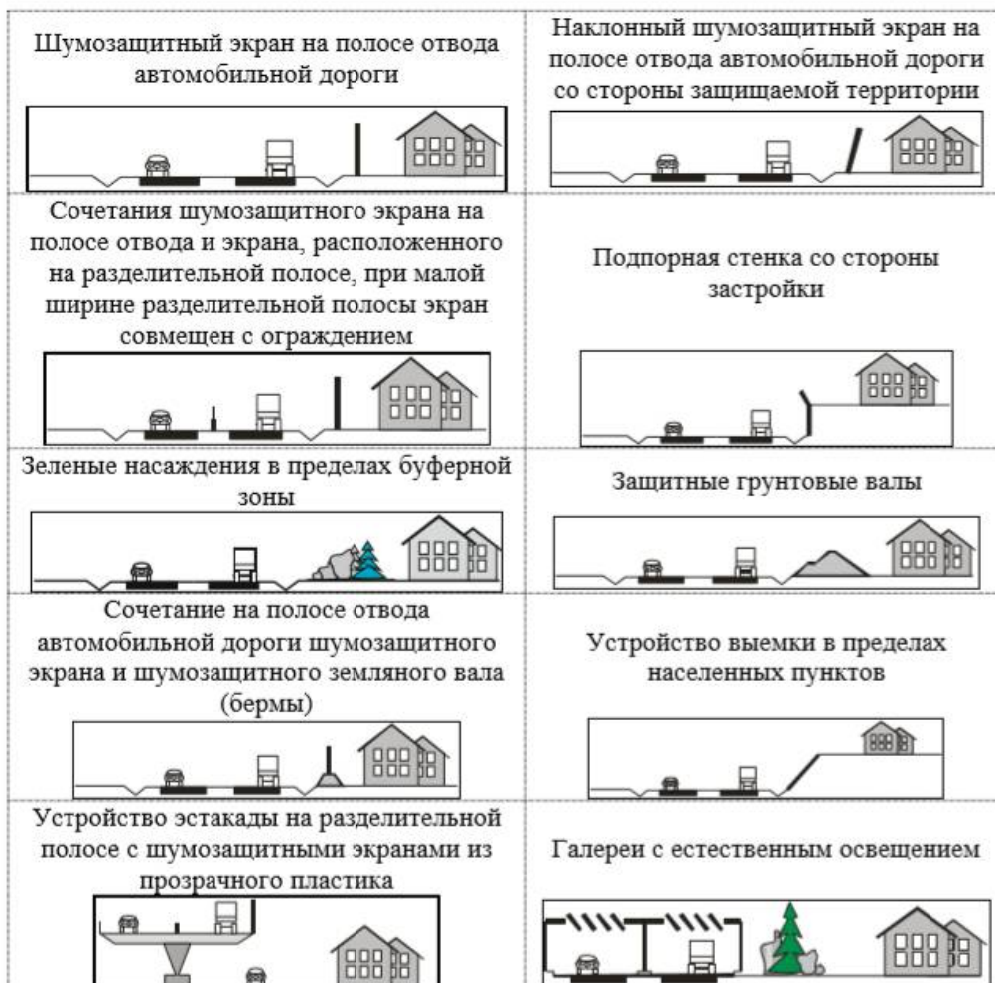 Шумозащитный экран на полосе отвода
автомобильной дороги
Наклонный шумозащитный экран на
полосе отвода автомобильной дороги
со стороны защищаемой территории
Сочетания шумозащитного экрана на
полосе отвода и экрана, расположенного
на разделительной полосе, при малой
ширине разделительной полосы экран
совмещен с ограждением
Подпорная стенка со стороны
застройки
Зеленые насаждения в пределах буферной
зоны
Защитные грунтовые валы
Сочетание на полосе отвода
автомобильной дороги шумозащитного
экрана и шумозащитного земляного вала
(бермы)
Устройство выемки в пределах
населенных пунктов
Устройство эстакады на разделительной
полосе с шумозащитными экранами из
прозрачного пластика
Галереи с естественным освещением